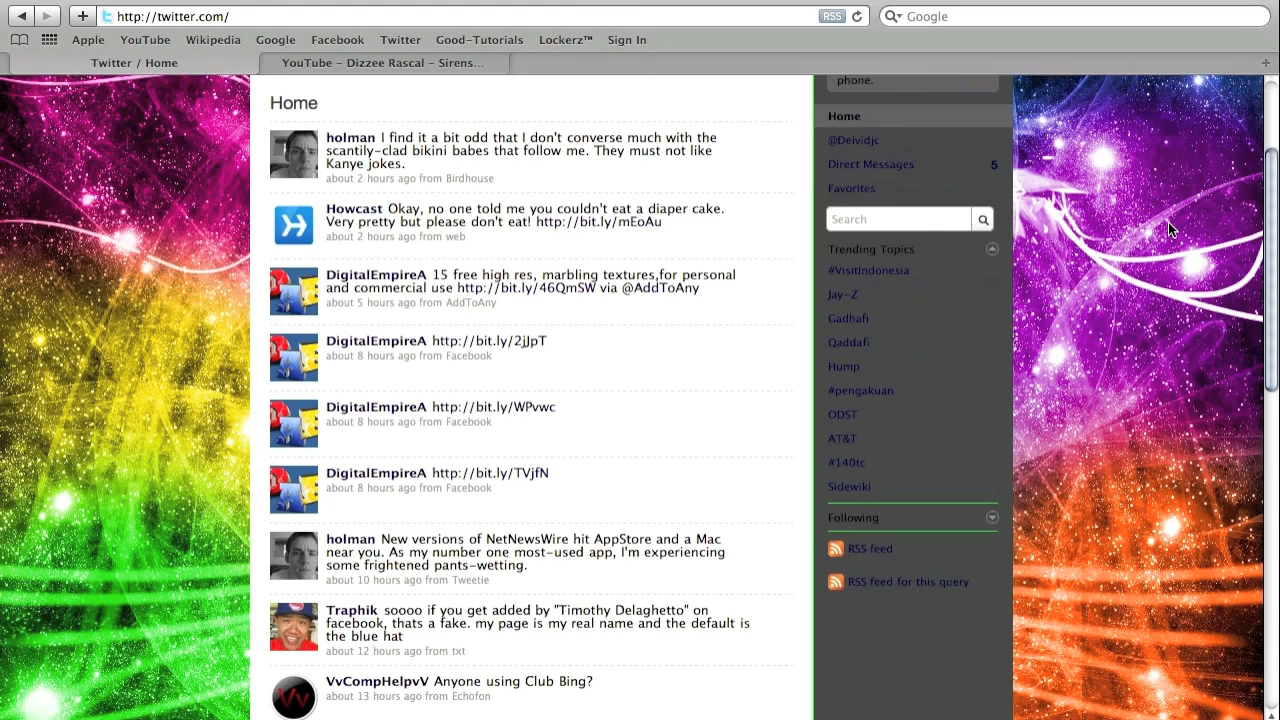 http://twitter.com/
RSS
Google
Apple YouTube Wikipedia Google Facebook Twitter Good-Tutorials Lockerz™ Sign In
Twitter / Home
YouTube - Dizzee Rascal - Sirens...
Home
holman I find it a bit odd that I don't converse much with the
scantily-clad bikini babes that follow me. They must not like
Kanye jokes.
about 2 hours ago from Birdhouse
Howcast Okay, no one told me you couldn't eat a diaper cake.
Very pretty but please don't eat! http://bit.ly/mEoAu
about 2 hours ago from web
DigitalEmpireA 15 free high res, marbling textures,for personal
and commercial use http://bit.ly/46QmSW via @AddToAny
about 5 hours ago from AddToAny
DigitalEmpireA http://bit.ly/2jJpT
about 8 hours ago from Facebook
DigitalEmpireA http://bit.ly/WPvwc
about 8 hours ago from Facebook
DigitalEmpireA http://bit.ly/TVjfN
about 8 hours ago from Facebook
holman New versions of NetNewsWire hit AppStore and a Mac
near you. As my number one most-used app, I'm experiencing
some frightened pants-wetting.
about 10 hours ago from Tweetie
Traphik soooo if you get added by "Timothy Delaghetto" on
facebook, thats a fake. my page is my real name and the default is
the blue hat
about 12 hours ago from txt
VvCompHelpvV Anyone using Club Bing?
about 13 hours ago from Echofon
Vv
phone.
Home
@Deividjc
Direct Messages 5
Favorites
Search
Trending Topics
#VisitIndonesia
Jay-Z
Gadhafi
Qaddafi
Hump
#pengakuan
ODST
AT&T
#140tc
Sidewiki
Following
RSS feed
RSS feed for this query